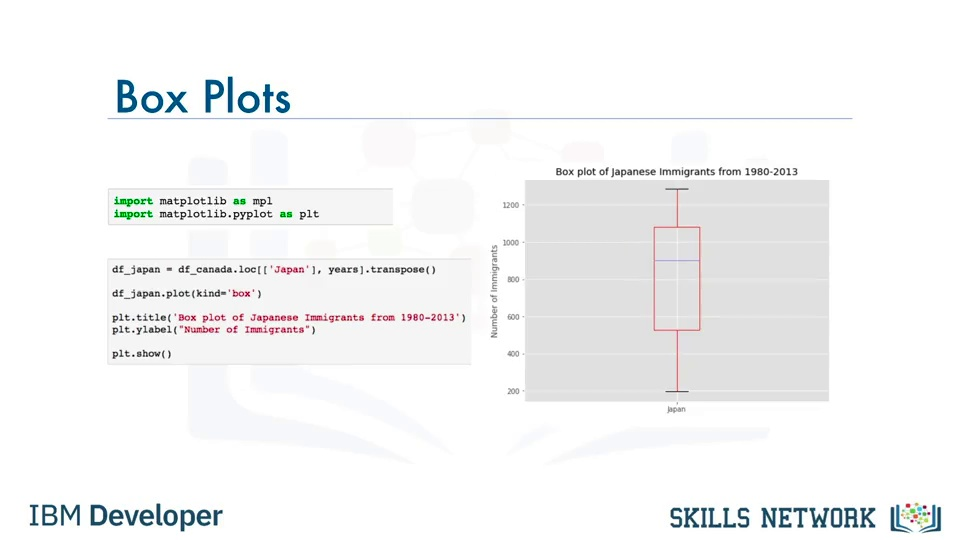 Box Plots
import matplotlib as mpl
import matplotlib.pyplot as plt
df_japan = df_canada.loc[['Japan'], years].transpose()
df_japan.plot(kind='box')
plt.title('Box plot of Japanese Immigrants from 1980-2013')
plt.ylabel("Number of Immigrants")
plt.show()
Box plot of Japanese Immigrants from 1980-2013
Number of Immigrants
1200
1000
800
600
400
200
Japan
IBM Developer
SKILLS NETWORK